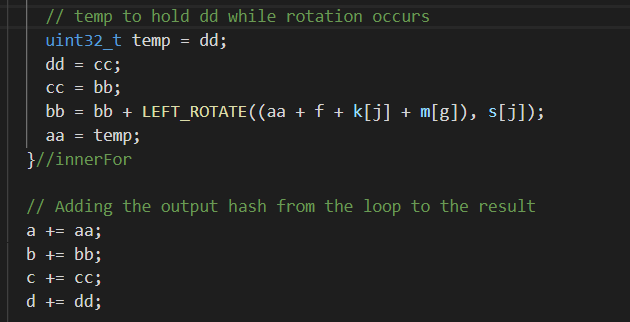 // temp to hold dd while rotation occurs
uint32_t temp = dd;
dd = cc;
cc = bb;
bb = bb + LEFT_ROTATE((aa + f + k[j] + m[g]), s[j]);
aa = temp;
}//innerFor
// Adding the output hash from the loop to the result
a += aa;
b += bb;
c += cc;
d += dd;